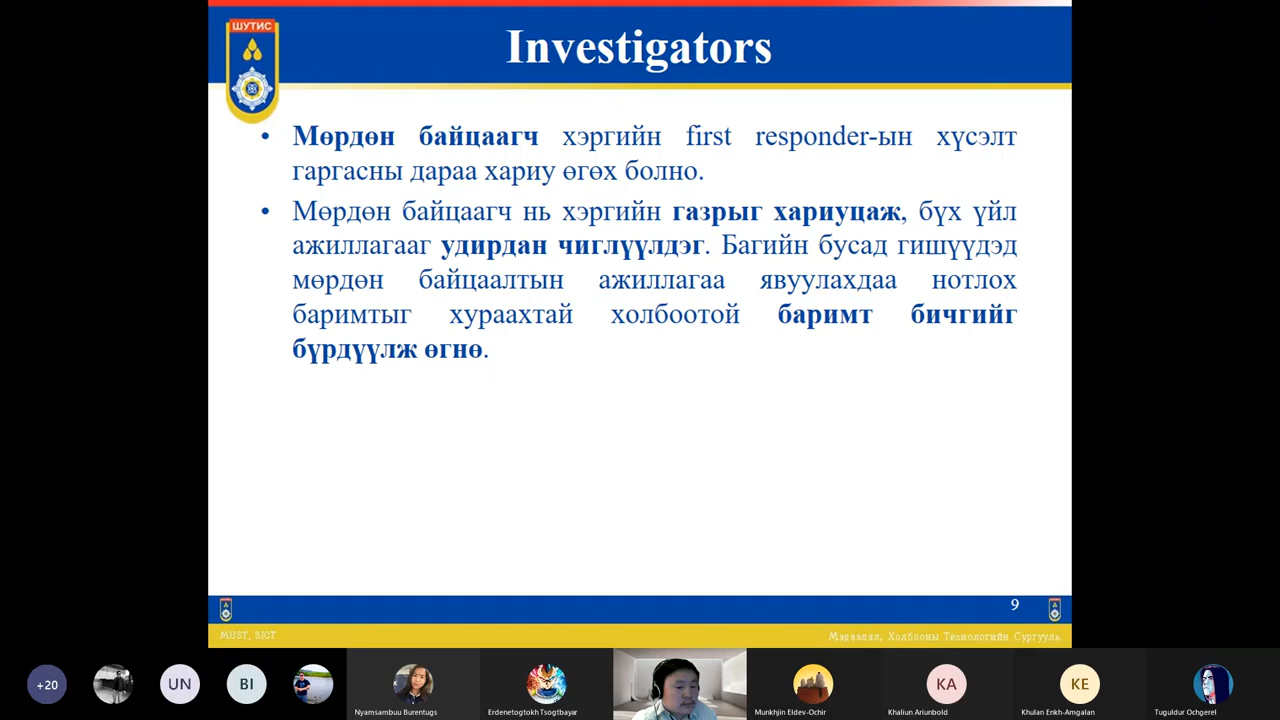 ШУТИС
Investigators
• Мөрдөн байцаагч хэргийн first responder-ын хүсэлт
гаргасны дараа хариу өгөх болно.
• Мөрдөн байцаагч нь хэргийн газрыг хариуцаж, бүх үйл
ажиллагааг удирдан чиглүүлдэг. Багийн бусад гишүүдэд
мөрдөн байцаалтын ажиллагаа явуулахдаа нотлох
баримтыг хураахтай холбоотой баримт бичгийг
бүрдүүлж өгнө.
9
MUST, SICT
Мэдээлэл, Холбооны Технологийн Сургууль
+20
UN
BI
KA
KE
Nyamsambuu Burentugs
Erdenetogtokh Tsogtbayar
Munkhjin Eldev-Ochir
Khaliun Ariunbold
Khulan Enkh-Amgalan
Tuguldur Ochgerel